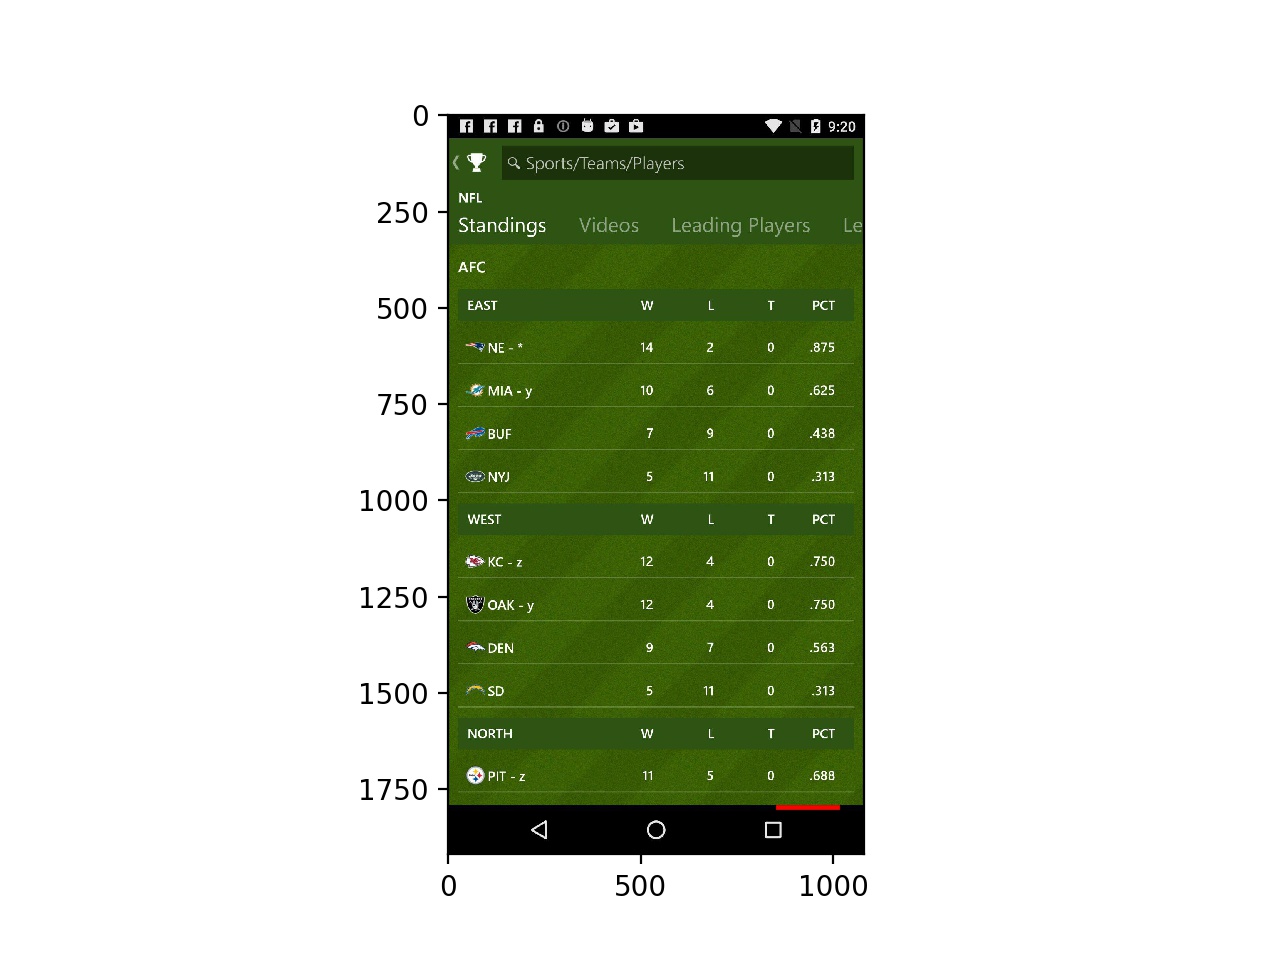 0
250
500
750
1000
1250
1500
1750
9:20
Sports/Teams/Players
NFL
Standings Videos Leading Players Le
AFC
EAST W L T PCT
NE - * 14 2 0 .875
MIA - y 10 6 0 .625
BUF 7 9 0 .438
NYJ 5 11 0 .313
WEST W L T PCT
KC - z 12 4 0 .750
OAK - y 12 4 0 .750
DEN 9 7 0 .563
SD 5 11 0 .313
NORTH W L T PCT
PIT - z 11 5 0 .688
0 500 1000